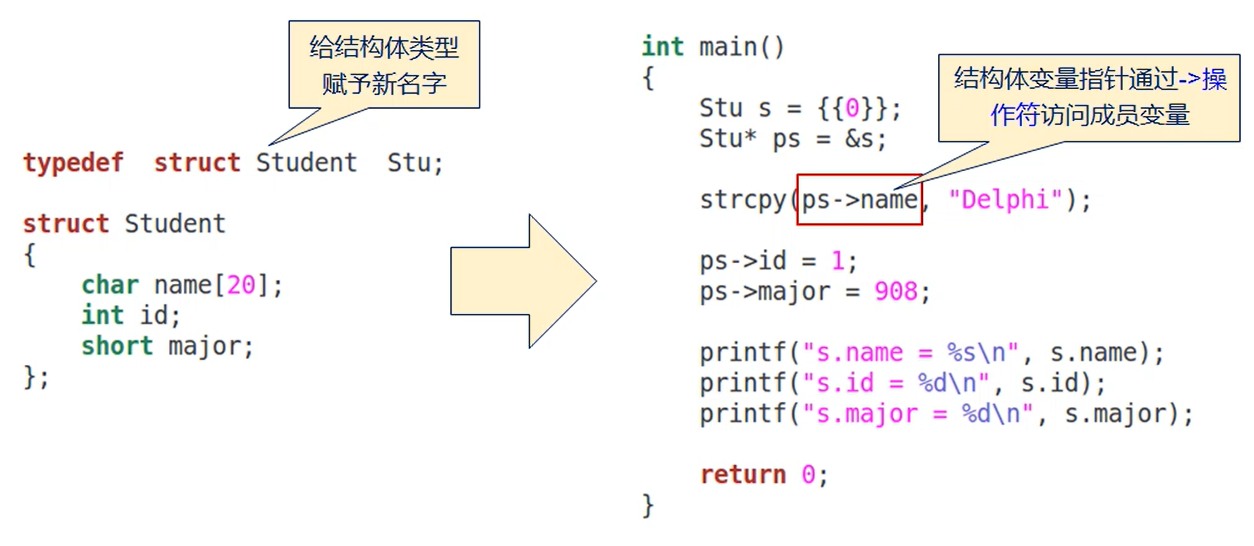 给结构体类型
赋予新名字
typedef  struct Student  Stu;
struct Student
{
    char name[20];
    int id;
    short major;
};
int main()
{
    Stu s = {{0}};
    Stu* ps = &s;
结构体变量指针通过->操
作符访问成员变量
    strcpy(ps->name, "Delphi");
    ps->id = 1;
    ps->major = 908;
    printf("s.name = %s\n", s.name);
    printf("s.id = %d\n", s.id);
    printf("s.major = %d\n", s.major);
    return 0;
}